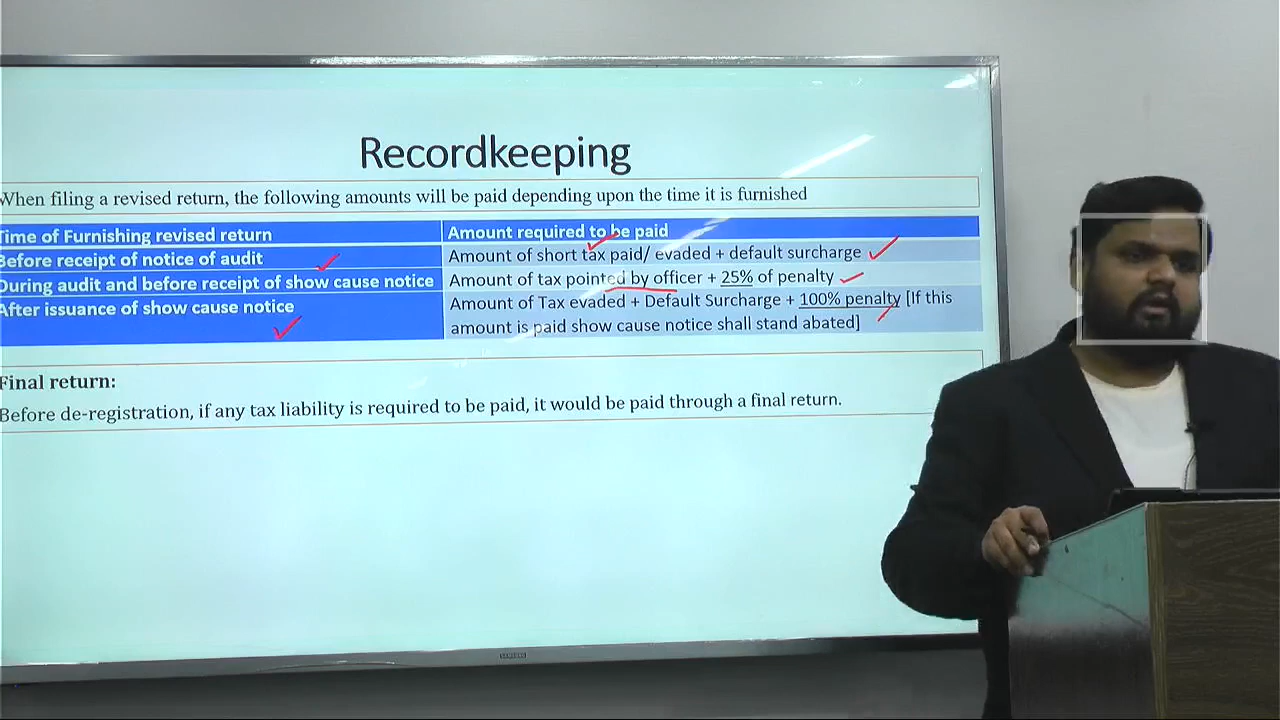 Recordkeeping
When filing a revised return, the following amounts will be paid depending upon the time it is furnished
Time of Furnishing revised return Amount required to be paid
Before receipt of notice of audit Amount of short tax paid/ evaded + default surcharge
During audit and before receipt of show cause notice Amount of tax pointed by officer + 25% of penalty
After issuance of show cause notice Amount of Tax evaded + Default Surcharge + 100% penalty [If this
amount is paid show cause notice shall stand abated]
Final return:
Before de-registration, if any tax liability is required to be paid, it would be paid through a final return.
SAMSUNG